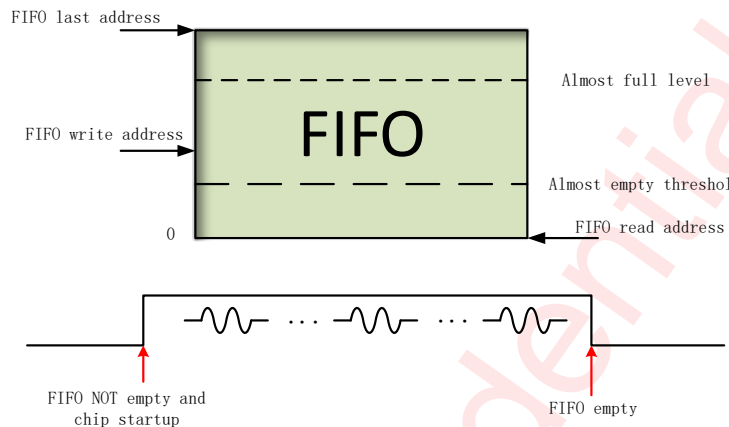 FIFO last address
Almost full level
FIFO
FIFO write address
Almost empty threshol
FIFO read address
0
... ...
FIFO NOT empty and
chip startup
FIFO empty
dential